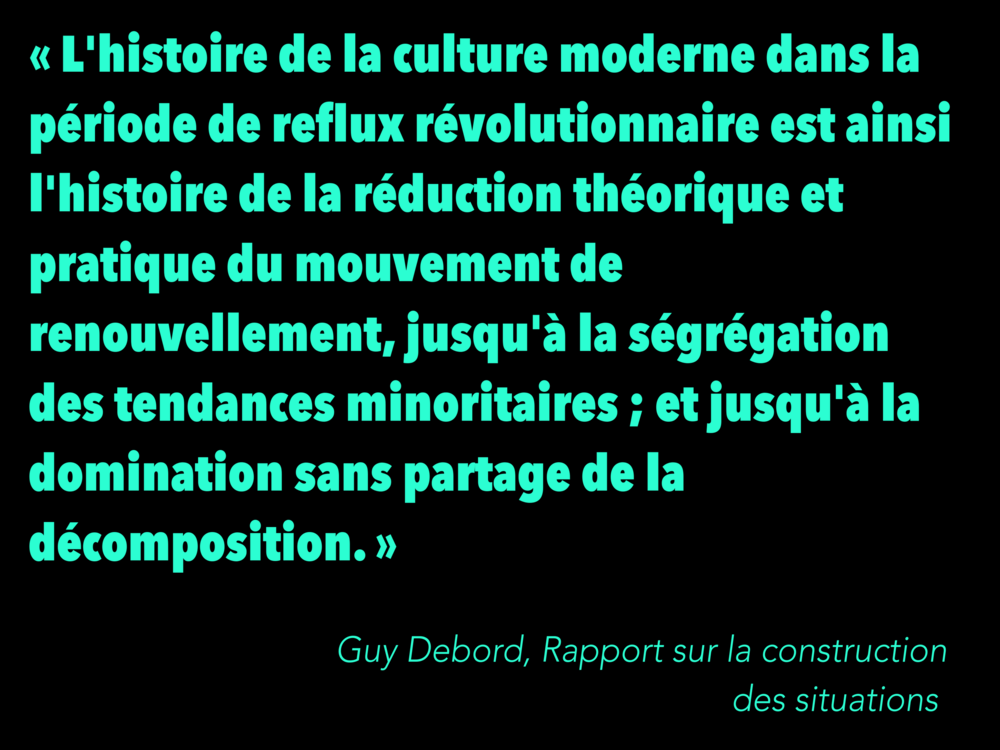 « L'histoire de la culture moderne dans la
période de reflux révolutionnaire est ainsi
l'histoire de la réduction théorique et
pratique du mouvement de
renouvellement, jusqu'à la ségrégation
des tendances minoritaires ; et jusqu'à la
domination sans partage de la
décomposition. »
Guy Debord, Rapport sur la construction
des situations